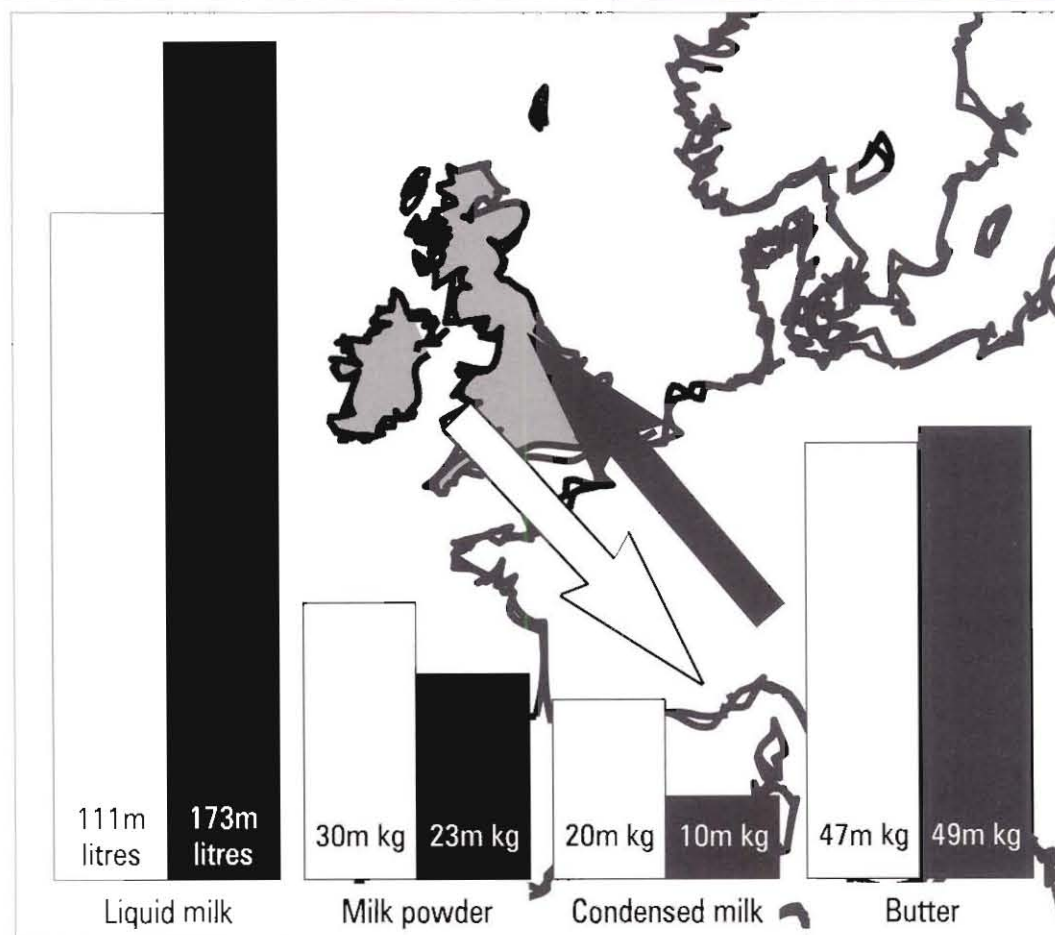 111m
litres
173m
litres
30m kg
23m kg
20m kg
10m kg
47m kg
49m kg
Liquid milk
Milk powder
Condensed milk
Butter